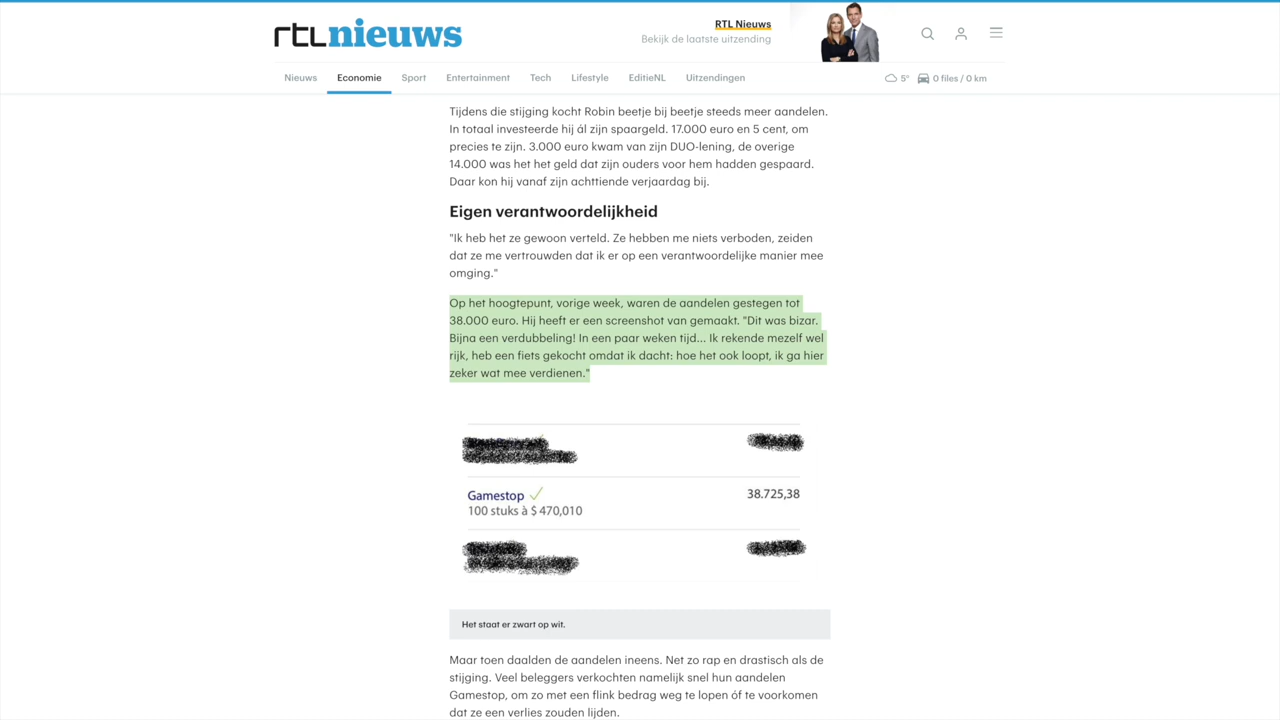 rtlnieuws
RTL Nieuws
Bekijk de laatste uitzending
Nieuws Economie Sport Entertainment Tech Lifestyle EditieNL Uitzendingen 5° 0 files / 0 km
Tijdens die stijging kocht Robin beetje bij beetje steeds meer aandelen.
In totaal investeerde hij ál zijn spaargeld. 17.000 euro en 5 cent, om
precies te zijn. 3.000 euro kwam van zijn DUO-lening, de overige
14.000 was het het geld dat zijn ouders voor hem hadden gespaard.
Daar kon hij vanaf zijn achttiende verjaardag bij.
Eigen verantwoordelijkheid
"Ik heb het ze gewoon verteld. Ze hebben me niets verboden, zeiden
dat ze me vertrouwden dat ik er op een verantwoordelijke manier mee
omging."
Op het hoogtepunt, vorige week, waren de aandelen gestegen tot
38.000 euro. Hij heeft er een screenshot van gemaakt. "Dit was bizar.
Bijna een verdubbeling! In een paar weken tijd... Ik rekende mezelf wel
rijk, heb een fiets gekocht omdat ik dacht: hoe het ook loopt, ik ga hier
zeker wat mee verdienen."
Gamestop 38.725,38
100 stuks à $ 470,010
Het staat er zwart op wit.
Maar toen daalden de aandelen ineens. Net zo rap en drastisch als de
stijging. Veel beleggers verkochten namelijk snel hun aandelen
Gamestop, om zo met een flink bedrag weg te lopen óf te voorkomen
dat ze een verlies zouden lijden.